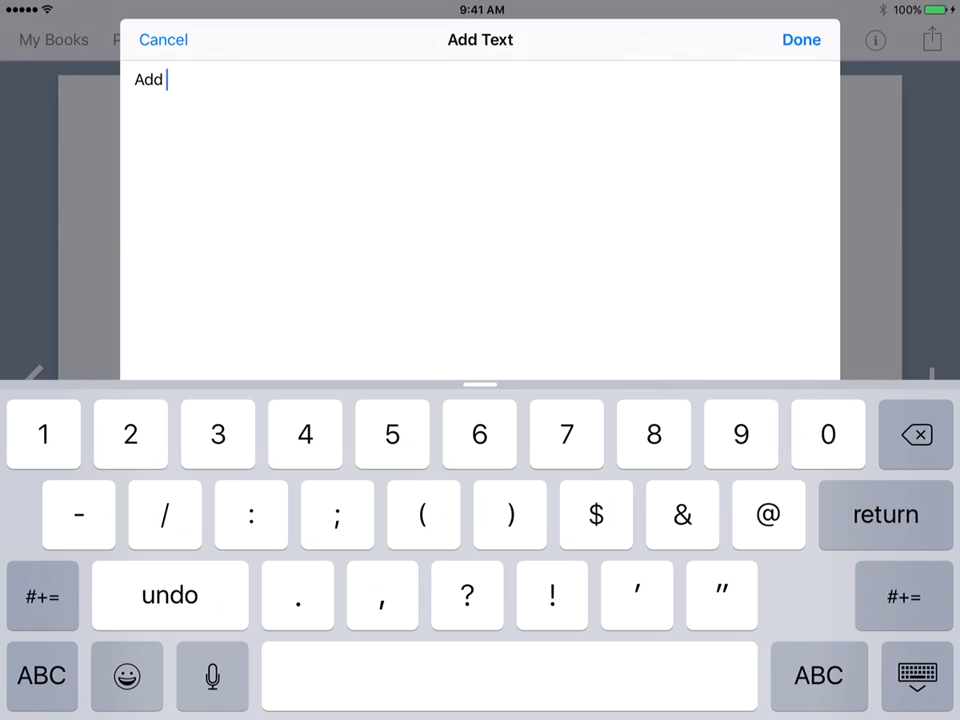 9:41 AM
100%
My Books
Cancel
Add Text
Done
Add
1 2 3 4 5 6 7 8 9 0
- / : ; ( ) $ & @ return
#+= undo . , ? ! ' " #+=
ABC ABC